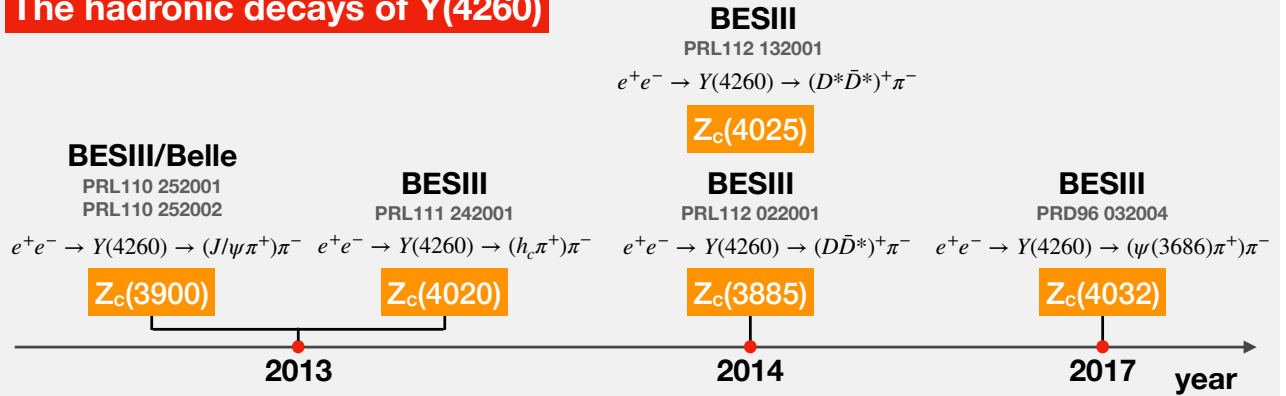 The hadronic decays of Y(4260)
BESIII
PRL112 132001
e⁺e⁻ → Y(4260) → (D*D̄*)⁺π⁻
Zc(4025)
BESIII/Belle
PRL110 252001
PRL110 252002
e⁺e⁻ → Y(4260) → (J/ψπ⁺)π⁻
Zc(3900)
BESIII
PRL111 242001
e⁺e⁻ → Y(4260) → (h_cπ⁺)π⁻
Zc(4020)
BESIII
PRL112 022001
e⁺e⁻ → Y(4260) → (DD̄*)⁺π⁻
Zc(3885)
BESIII
PRD96 032004
e⁺e⁻ → Y(4260) → (ψ(3686)π⁺)π⁻
Zc(4032)
2013
2014
2017
year